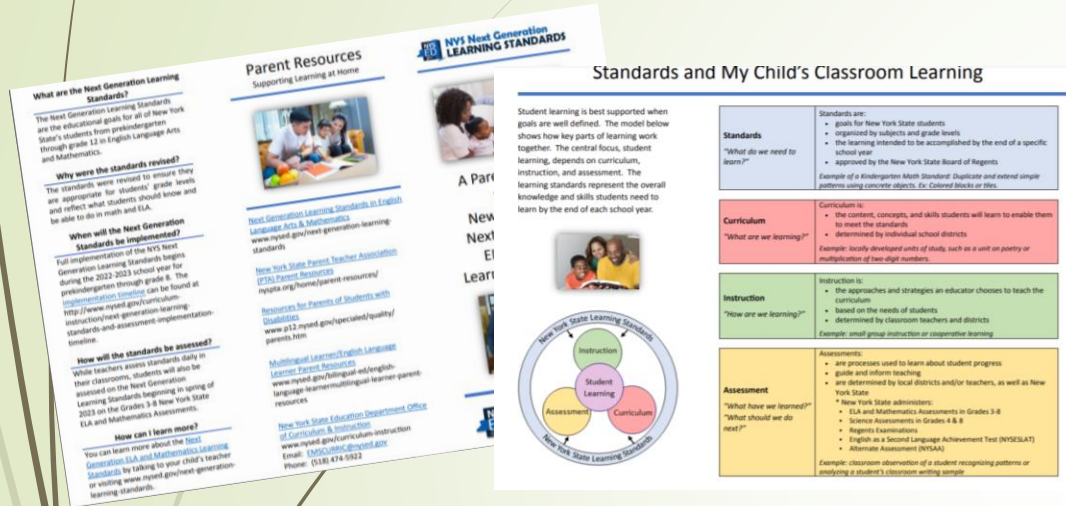 What are the Next Generation Learning
Standards?
The Next Generation Learning Standards
are the educational goals for all of New York
State's students from prekindergarten
through grade 12 in English Language Arts
and Mathematics.
Why were the standards revised?
The standards were revised to ensure they
are appropriate for students' grade levels
and reflect what students should know and
be able to do in math and ELA.
When will the Next Generation
Standards be implemented?
Full implementation of the NYS Next
Generation Learning Standards begins
during the 2022-2023 school year for
prekindergarten through grade 8. The
implementation timeline can be found at
http://www.nysed.gov/curriculum-
instruction/next-generation-learning-
standards-and-assessment-implementation-
timeline.
How will the standards be assessed?
While teachers assess standards daily in
their classrooms, students will also be
assessed on the Next Generation
Learning Standards beginning in spring of
2023 on the Grades 3-8 New York State
ELA and Mathematics Assessments.
How can I learn more?
You can learn more about the Next
Generation ELA and Mathematics Learning
Standards by talking to your child's teacher
or visiting www.nysed.gov/next-generation-
learning-standards.
Parent Resources
Supporting Learning at Home
Next Generation Learning Standards in English
Language Arts & Mathematics
www.nysed.gov/next-generation-learning-
standards
New York State Parent Teacher Association
(PTA) Parent Resources
nyspta.org/home/parent-resources/
Resources for Parents of Students with
Disabilities
www.p12.nysed.gov/specialed/quality/
parents.htm
Multilingual Learner/English Language
Learner Parent Resources
www.nysed.gov/bilingual-ed/english-
language-learnermultilingual-learner-parent-
resources
New York State Education Department Office
of Curriculum & Instruction
www.nysed.gov/curriculum-instruction
Email: EMSCURRIC@nysed.gov
Phone: (518) 474-5922
NYS Next Generation
LEARNING STANDARDS
A Pare
New
Next
El
Lear
Standards and My Child's Classroom Learning
Student learning is best supported when
goals are well defined. The model below
shows how key parts of learning work
together. The central focus, student
learning, depends on curriculum,
instruction, and assessment. The
learning standards represent the overall
knowledge and skills students need to
learn by the end of each school year.
New York State Learning Standards
Instruction
Student
Learning
Assessment
Curriculum
New York State Learning Standards
Standards
"What do we need to
learn?"
Standards are:
• goals for New York State students
• organized by subjects and grade levels
• the learning intended to be accomplished by the end of a specific
school year
• approved by the New York State Board of Regents
Example of a Kindergarten Math Standard: Duplicate and extend simple
patterns using concrete objects. Ex: Colored blocks or tiles.
Curriculum
"What are we learning?"
Curriculum is:
• the content, concepts, and skills students will learn to enable them
to meet the standards
• determined by individual school districts
Example: locally developed units of study, such as a unit on poetry or
multiplication of two-digit numbers.
Instruction
"How are we learning?"
Instruction is:
• the approaches and strategies an educator chooses to teach the
curriculum
• based on the needs of students
• determined by classroom teachers and districts
Example: small group instruction or cooperative learning
Assessment
"What have we learned?"
"What should we do
next?"
Assessments:
• are processes used to learn about student progress
• guide and inform teaching
• are determined by local districts and/or teachers, as well as New
York State
* New York State administers:
• ELA and Mathematics Assessments in Grades 3-8
• Science Assessments in Grades 4 & 8
• Regents Examinations
• English as a Second Language Achievement Test (NYSESLAT)
• Alternate Assessment (NYSAA)
Example: classroom observation of a student recognizing patterns or
analyzing a student's classroom writing sample